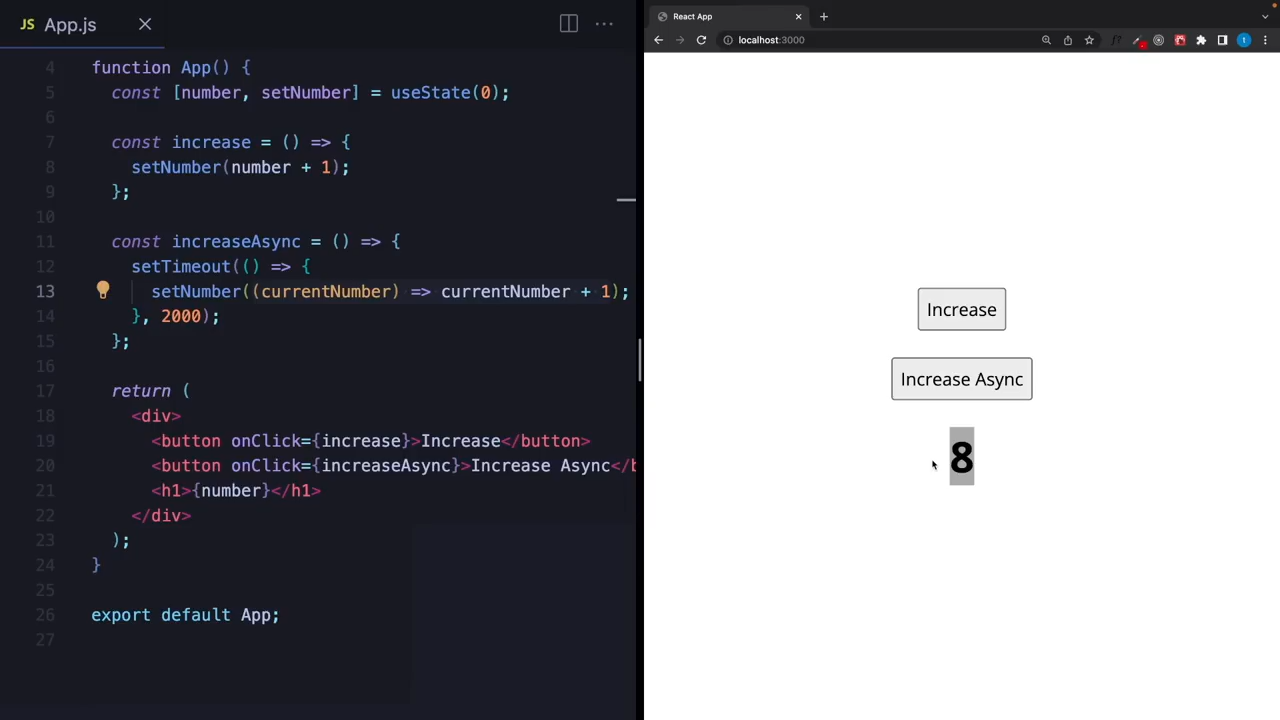 JS App.js
4 function App() {
5 const [number, setNumber] = useState(0);
6
7 const increase = () => {
8 setNumber(number + 1);
9 };
10
11 const increaseAsync = () => {
12 setTimeout(() => {
13 setNumber((currentNumber) => currentNumber + 1);
14 }, 2000);
15 };
16
17 return (
18 <div>
19 <button onClick={increase}>Increase</button>
20 <button onClick={increaseAsync}>Increase Async</b
21 <h1>{number}</h1>
22 </div>
23 );
24 }
25
26 export default App;
27
React App
localhost:3000
f?
t
Increase
Increase Async
8